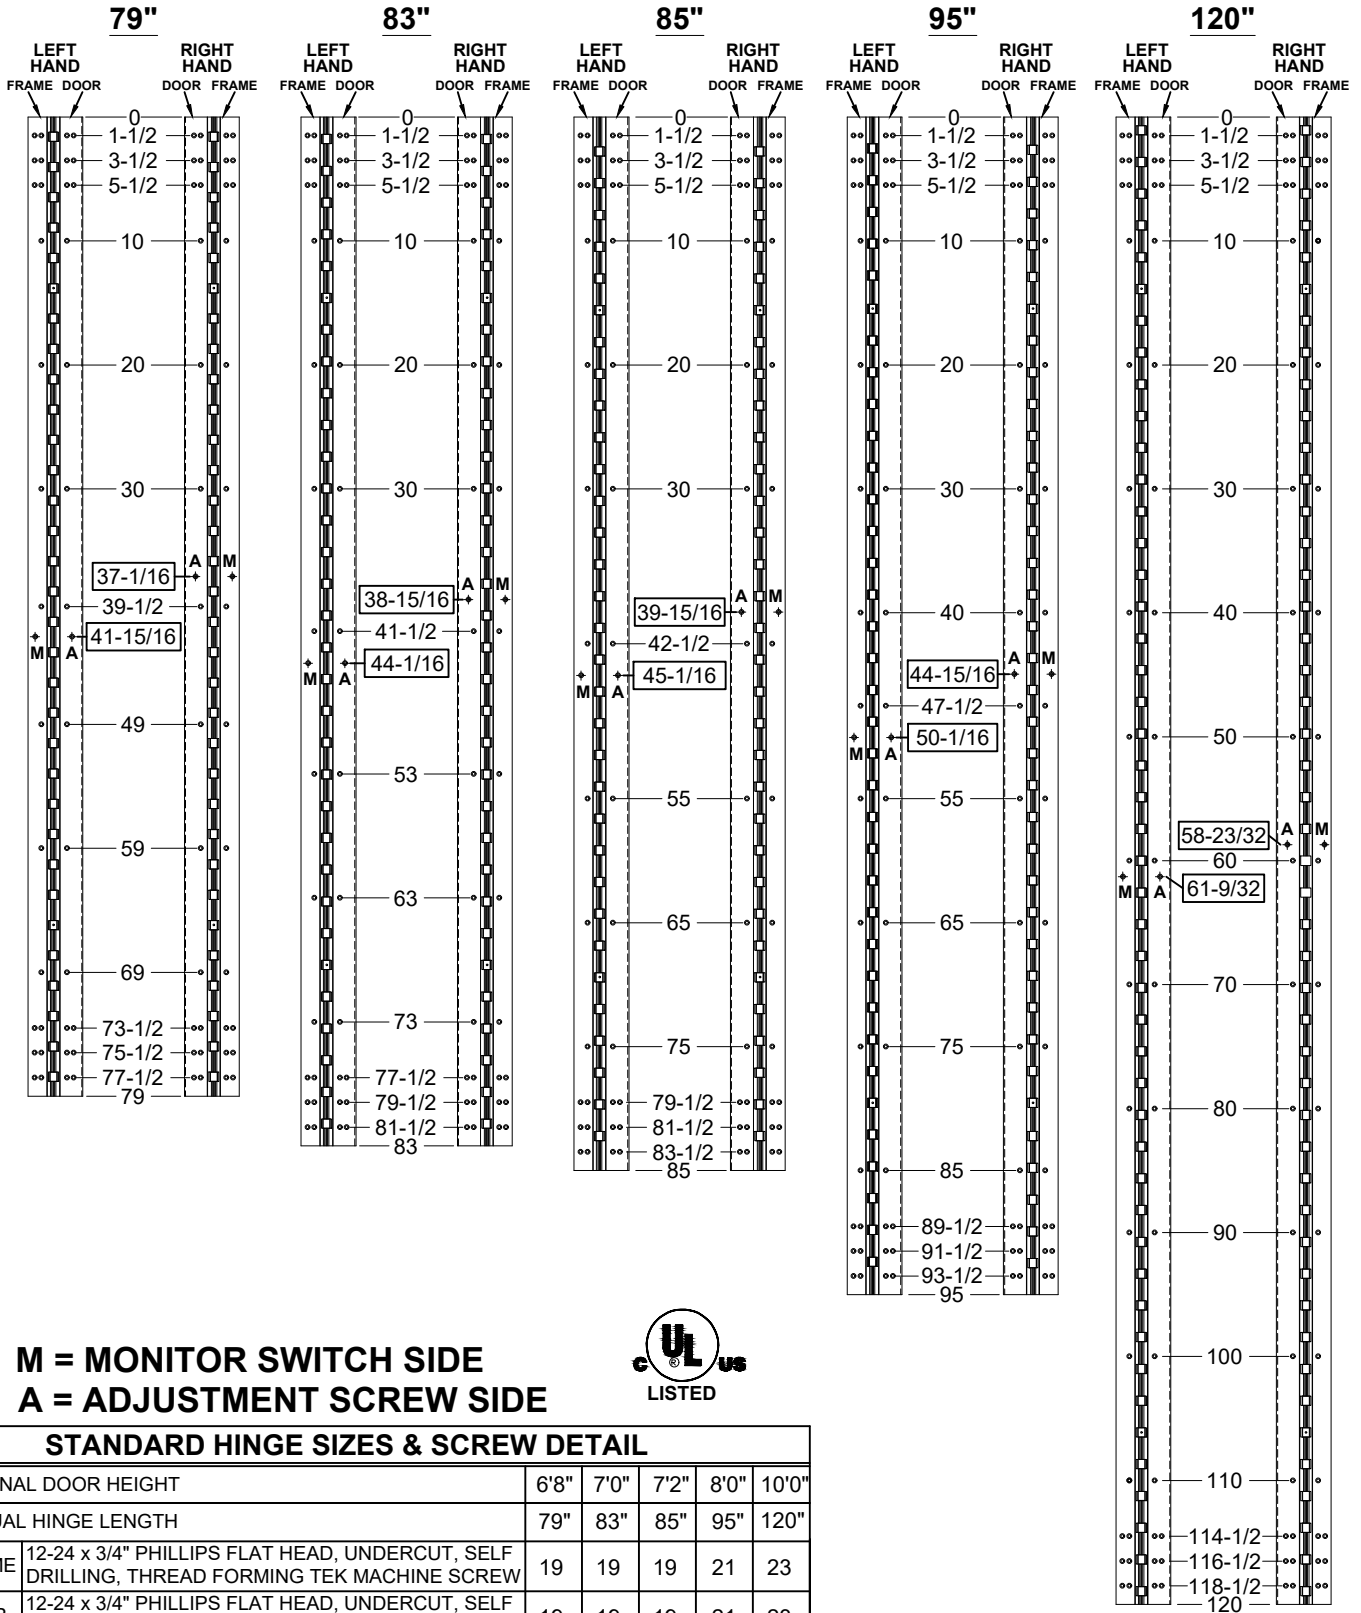 79"
LEFT HAND
RIGHT HAND
FRAME DOOR
DOOR FRAME
0
1-1/2
3-1/2
5-1/2
10
20
30
A M
37-1/16
39-1/2
41-15/16
M A
49
59
69
73-1/2
75-1/2
77-1/2
79
83"
LEFT HAND
RIGHT HAND
FRAME DOOR
DOOR FRAME
0
1-1/2
3-1/2
5-1/2
10
20
30
A M
38-15/16
41-1/2
44-1/16
M A
53
63
73
77-1/2
79-1/2
81-1/2
83
85"
LEFT HAND
RIGHT HAND
FRAME DOOR
DOOR FRAME
0
1-1/2
3-1/2
5-1/2
10
20
30
A M
39-15/16
42-1/2
45-1/16
M A
55
65
75
79-1/2
81-1/2
83-1/2
85
95"
LEFT HAND
RIGHT HAND
FRAME DOOR
DOOR FRAME
0
1-1/2
3-1/2
5-1/2
10
20
30
40
A M
44-15/16
47-1/2
50-1/16
M A
55
65
75
85
89-1/2
91-1/2
93-1/2
95
120"
LEFT HAND
RIGHT HAND
FRAME DOOR
DOOR FRAME
0
1-1/2
3-1/2
5-1/2
10
20
30
40
50
A M
58-23/32
60
61-9/32
M A
70
80
90
100
110
114-1/2
116-1/2
118-1/2
120
M = MONITOR SWITCH SIDE
A = ADJUSTMENT SCREW SIDE
C UL ® US
LISTED
STANDARD HINGE SIZES & SCREW DETAIL
NAL DOOR HEIGHT 6'8" 7'0" 7'2" 8'0" 10'0"
AL HINGE LENGTH 79" 83" 85" 95" 120"
ME 12-24 x 3/4" PHILLIPS FLAT HEAD, UNDERCUT, SELF
DRILLING, THREAD FORMING TEK MACHINE SCREW 19 19 19 21 23
12-24 x 3/4" PHILLIPS FLAT HEAD, UNDERCUT, SELF